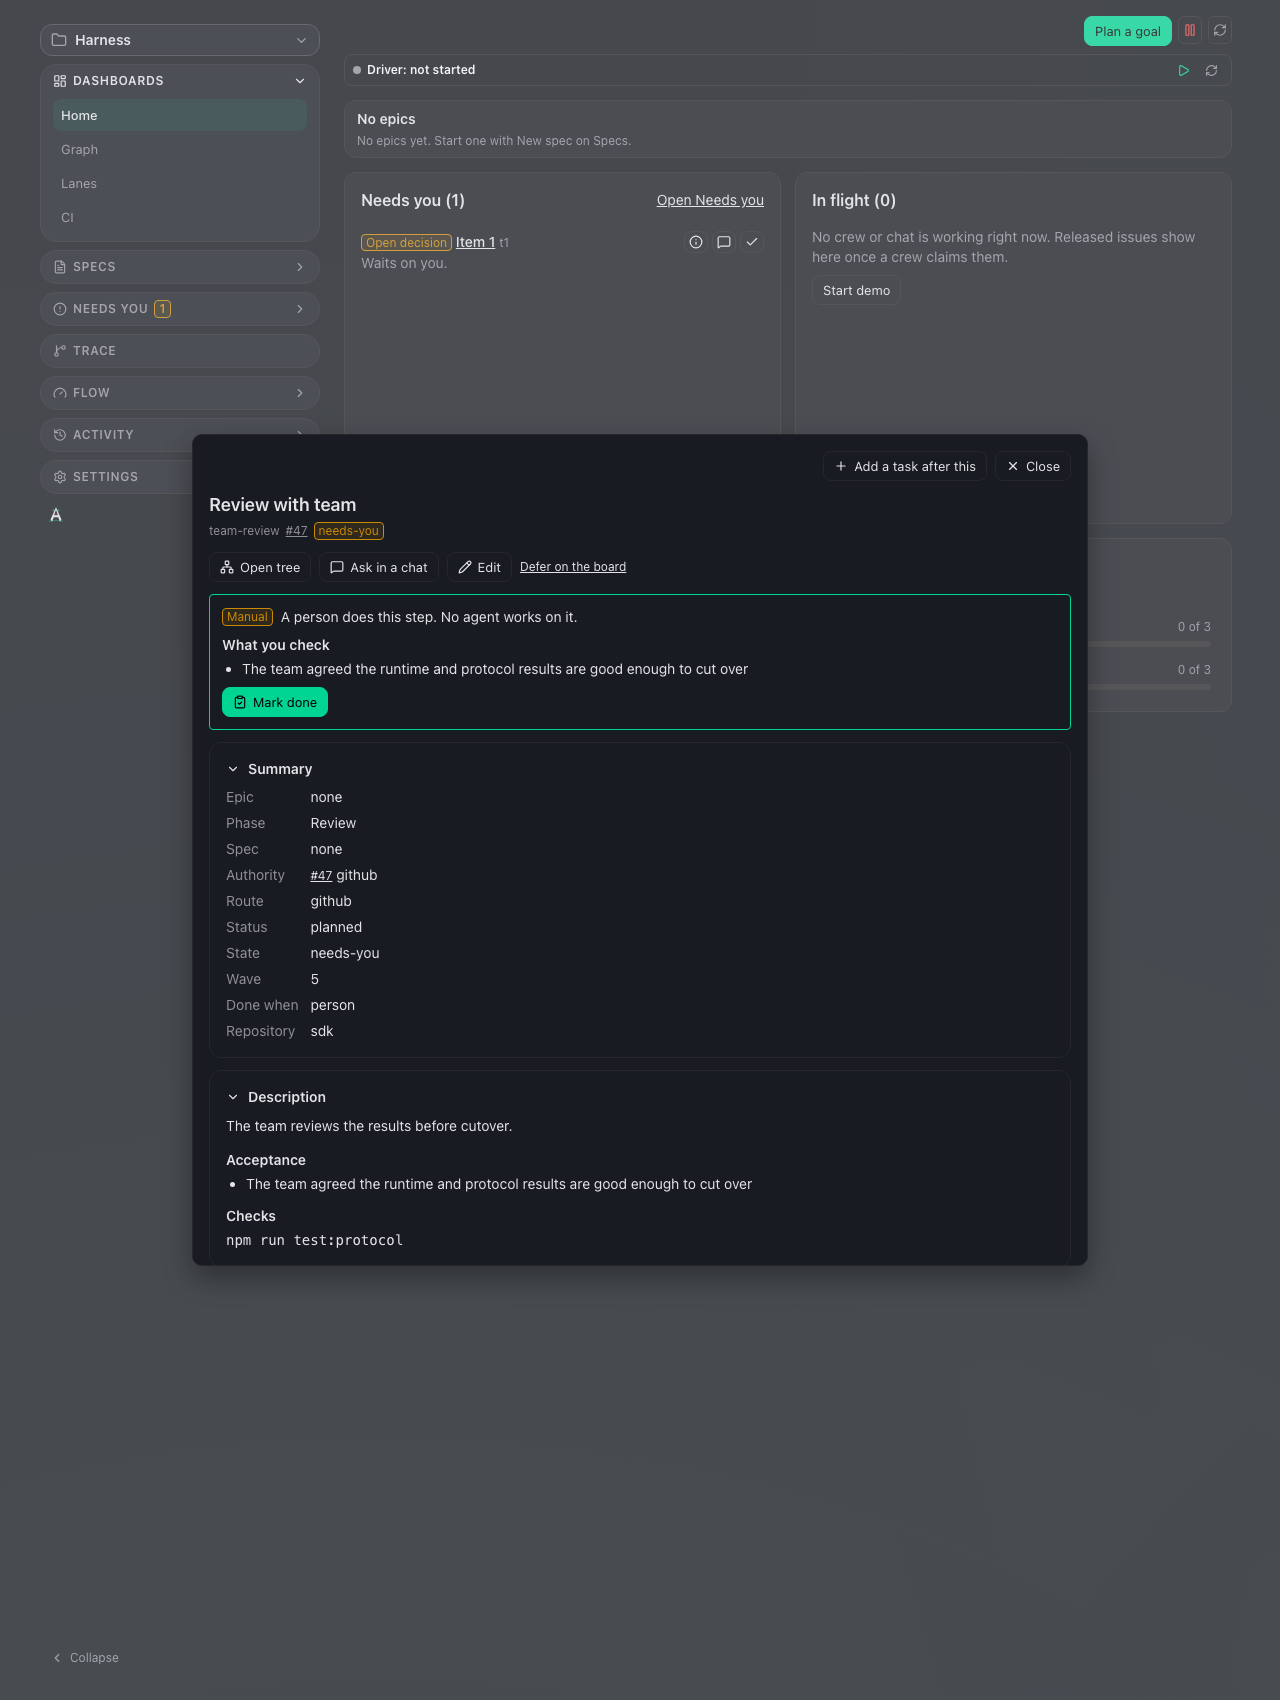 Harness
DASHBOARDS
Home
Graph
Lanes
CI
SPECS
NEEDS YOU 1
TRACE
FLOW
ACTIVITY
SETTINGS
A
Collapse
Plan a goal
Driver: not started
No epics
No epics yet. Start one with New spec on Specs.
Needs you (1)
Open Needs you
Open decision Item 1 t1
Waits on you.
In flight (0)
No crew or chat is working right now. Released issues show
here once a crew claims them.
Start demo
0 of 3
0 of 3
Add a task after this
Close
Review with team
team-review #47 needs-you
Open tree
Ask in a chat
Edit
Defer on the board
Manual A person does this step. No agent works on it.
What you check
• The team agreed the runtime and protocol results are good enough to cut over
Mark done
Summary
Epic none
Phase Review
Spec none
Authority #47 github
Route github
Status planned
State needs-you
Wave 5
Done when person
Repository sdk
Description
The team reviews the results before cutover.
Acceptance
• The team agreed the runtime and protocol results are good enough to cut over
Checks
npm run test:protocol